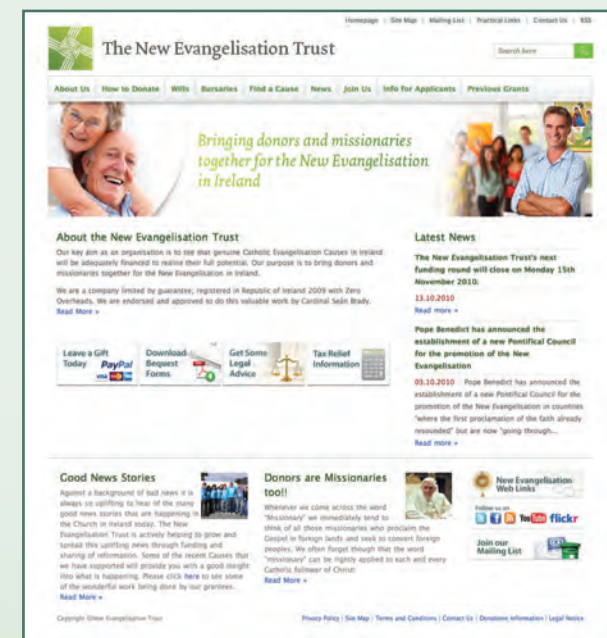 Homepage | Site Map | Mailing List | Practical Links | Contact Us | RSS
The New Evangelisation Trust
Search here
About Us How to Donate Wills Bursaries Find a Cause News Join Us Info for Applicants Previous Grants
Bringing donors and missionaries
together for the New Evangelisation
in Ireland
About the New Evangelisation Trust
Our key aim as an organisation is to see that genuine Catholic Evangelisation Causes in Ireland
will be adequately financed to realise their full potential. Our purpose is to bring donors and
missionaries together for the New Evangelisation in Ireland.
We are a company limited by guarantee, registered in Republic of Ireland 2009 with Zero
Overheads. We are endorsed and approved to do this valuable work by Cardinal Seán Brady.
Read More »
Leave a Gift
Today PayPal
VISA
Download
Bequest
Forms
Get Some
Legal
Advice
Tax Relief
Information
Latest News
The New Evangelisation Trust's next
funding round will close on Monday 15th
November 2010.
13.10.2010
Read more »
Pope Benedict has announced the
establishment of a new Pontifical Council
for the promotion of the New
Evangelisation
03.10.2010 Pope Benedict has announced the
establishment of a new Pontifical Council for the
promotion of the New Evangelisation in countries
"where the first proclamation of the faith already
resounded" but are now "going through...
Read more »
Good News Stories
Against a background of bad news it is
always so uplifting to hear of the many
good news stories that are happening in
the Church in Ireland today. The New
Evangelisation Trust is actively helping to grow and
spread this uplifting news through funding and
sharing of information. Some of the recent Causes that
we have supported will provide you with a good insight
into what is happening. Please click here to see some
of the wonderful work being done by our grantees.
Read More »
Donors are Missionaries
too!!
Whenever we come across the word
"Missionary" we immediately tend to
think of all those missionaries who proclaim the
Gospel in foreign lands and seek to convert foreign
peoples. We often forget though that the word
"missionary" can be rightly applied to each and every
Catholic follower of Christ!
Read More »
New Evangelisation
Web Links
Follow us on
YouTube flickr
Join our
Mailing List
Copyright ©New Evangelisation Trust
Privacy Policy | Site Map | Terms and Conditions | Contact Us | Donations Information | Legal Notice